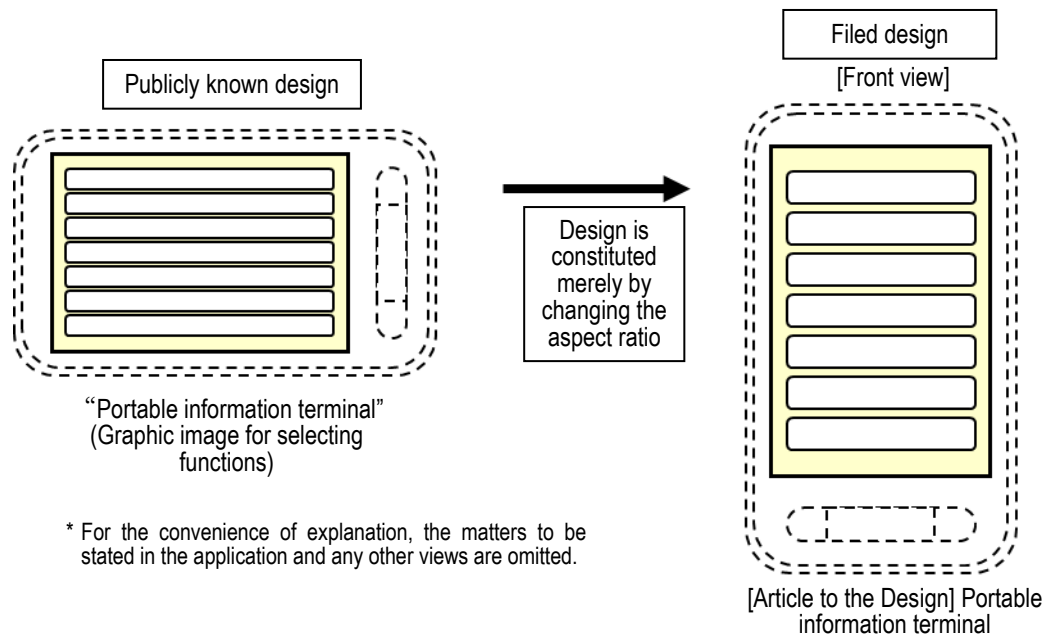 Publicly known design
“Portable information terminal”
(Graphic image for selecting
functions)
Design is
constituted
merely by
changing the
aspect ratio
Filed design
[Front view]
[Article to the Design] Portable
information terminal
* For the convenience of explanation, the matters to be
stated in the application and any other views are omitted.